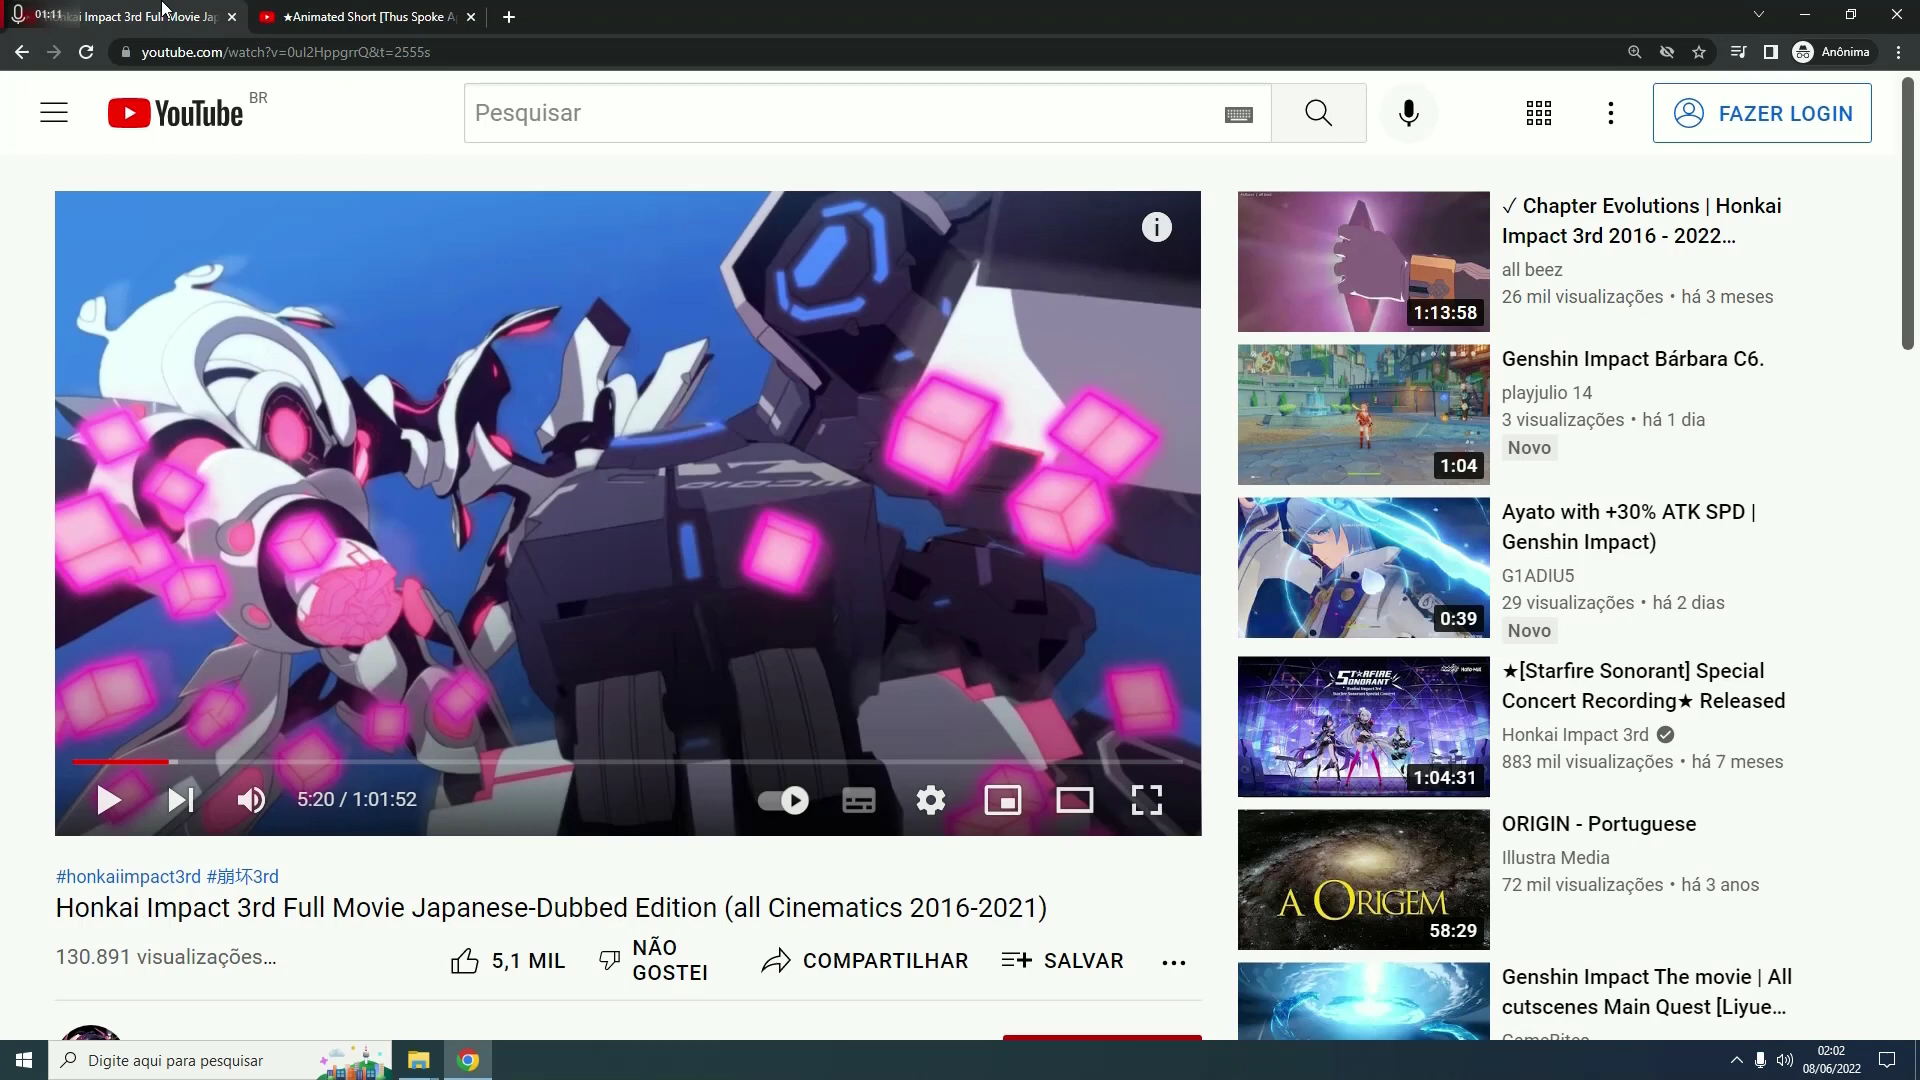 01:11
nkai Impact 3rd Full Movie Jap
★Animated Short [Thus Spoke A
youtube.com/watch?v=0ul2HppgrrQ&t=2555s
Anônima
YouTube
BR
Pesquisar
FAZER LOGIN
5:20 / 1:01:52
#honkaiimpact3rd #崩坏3rd
Honkai Impact 3rd Full Movie Japanese-Dubbed Edition (all Cinematics 2016-2021)
130.891 visualizações...
5,1 MIL
NÃO
GOSTEI
COMPARTILHAR
SALVAR
1:13:58
✓ Chapter Evolutions | Honkai
Impact 3rd 2016 - 2022...
all beez
26 mil visualizações • há 3 meses
1:04
Genshin Impact Bárbara C6.
playjulio 14
3 visualizações • há 1 dia
Novo
0:39
Ayato with +30% ATK SPD |
Genshin Impact)
G1ADIU5
29 visualizações • há 2 dias
Novo
STARFIRE
SONORANT
1:04:31
★[Starfire Sonorant] Special
Concert Recording★ Released
Honkai Impact 3rd
883 mil visualizações • há 7 meses
A ORIGEM
58:29
ORIGIN - Portuguese
Illustra Media
72 mil visualizações • há 3 anos
Genshin Impact The movie | All
cutscenes Main Quest [Liyue...
Digite aqui para pesquisar
02:02
08/06/2022